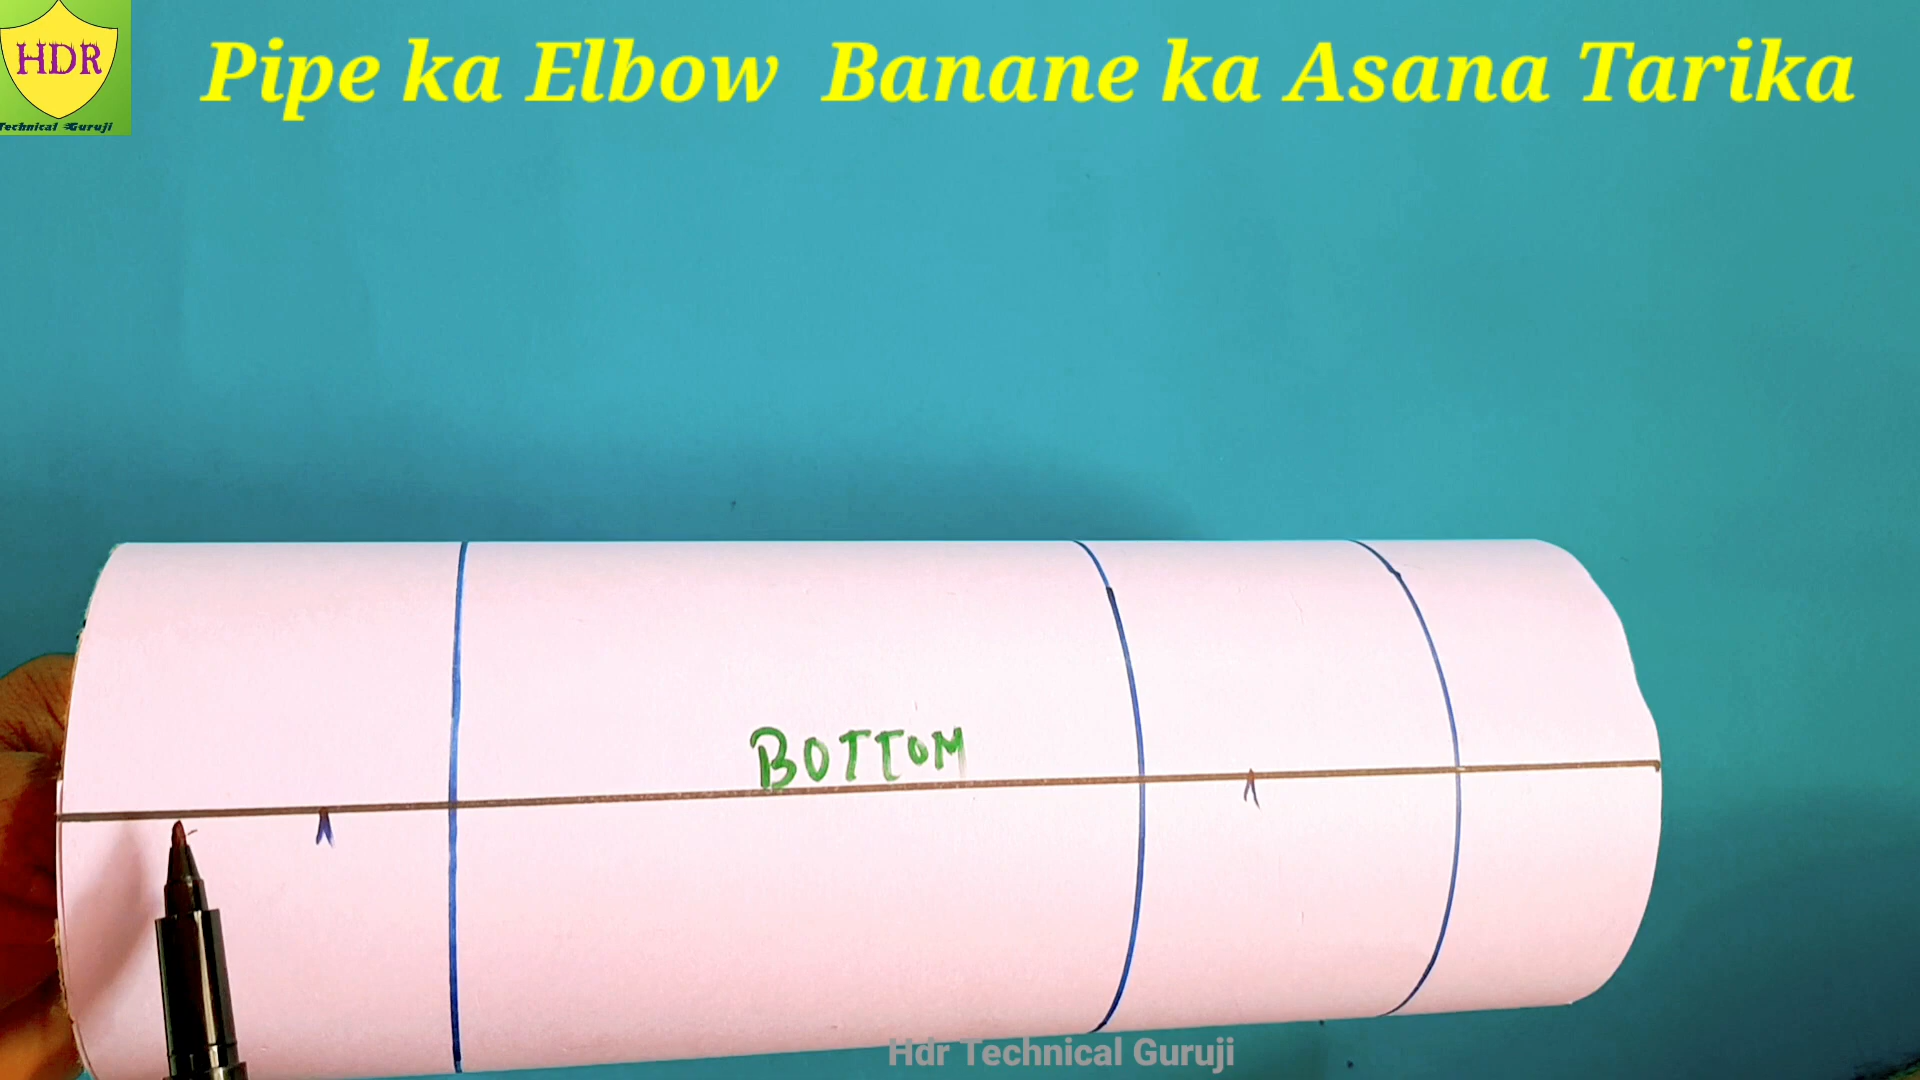 HDR
Technical Guruji
Pipe ka Elbow Banane ka Asana Tarika
BOTTOM
Hdr Technical Guruji